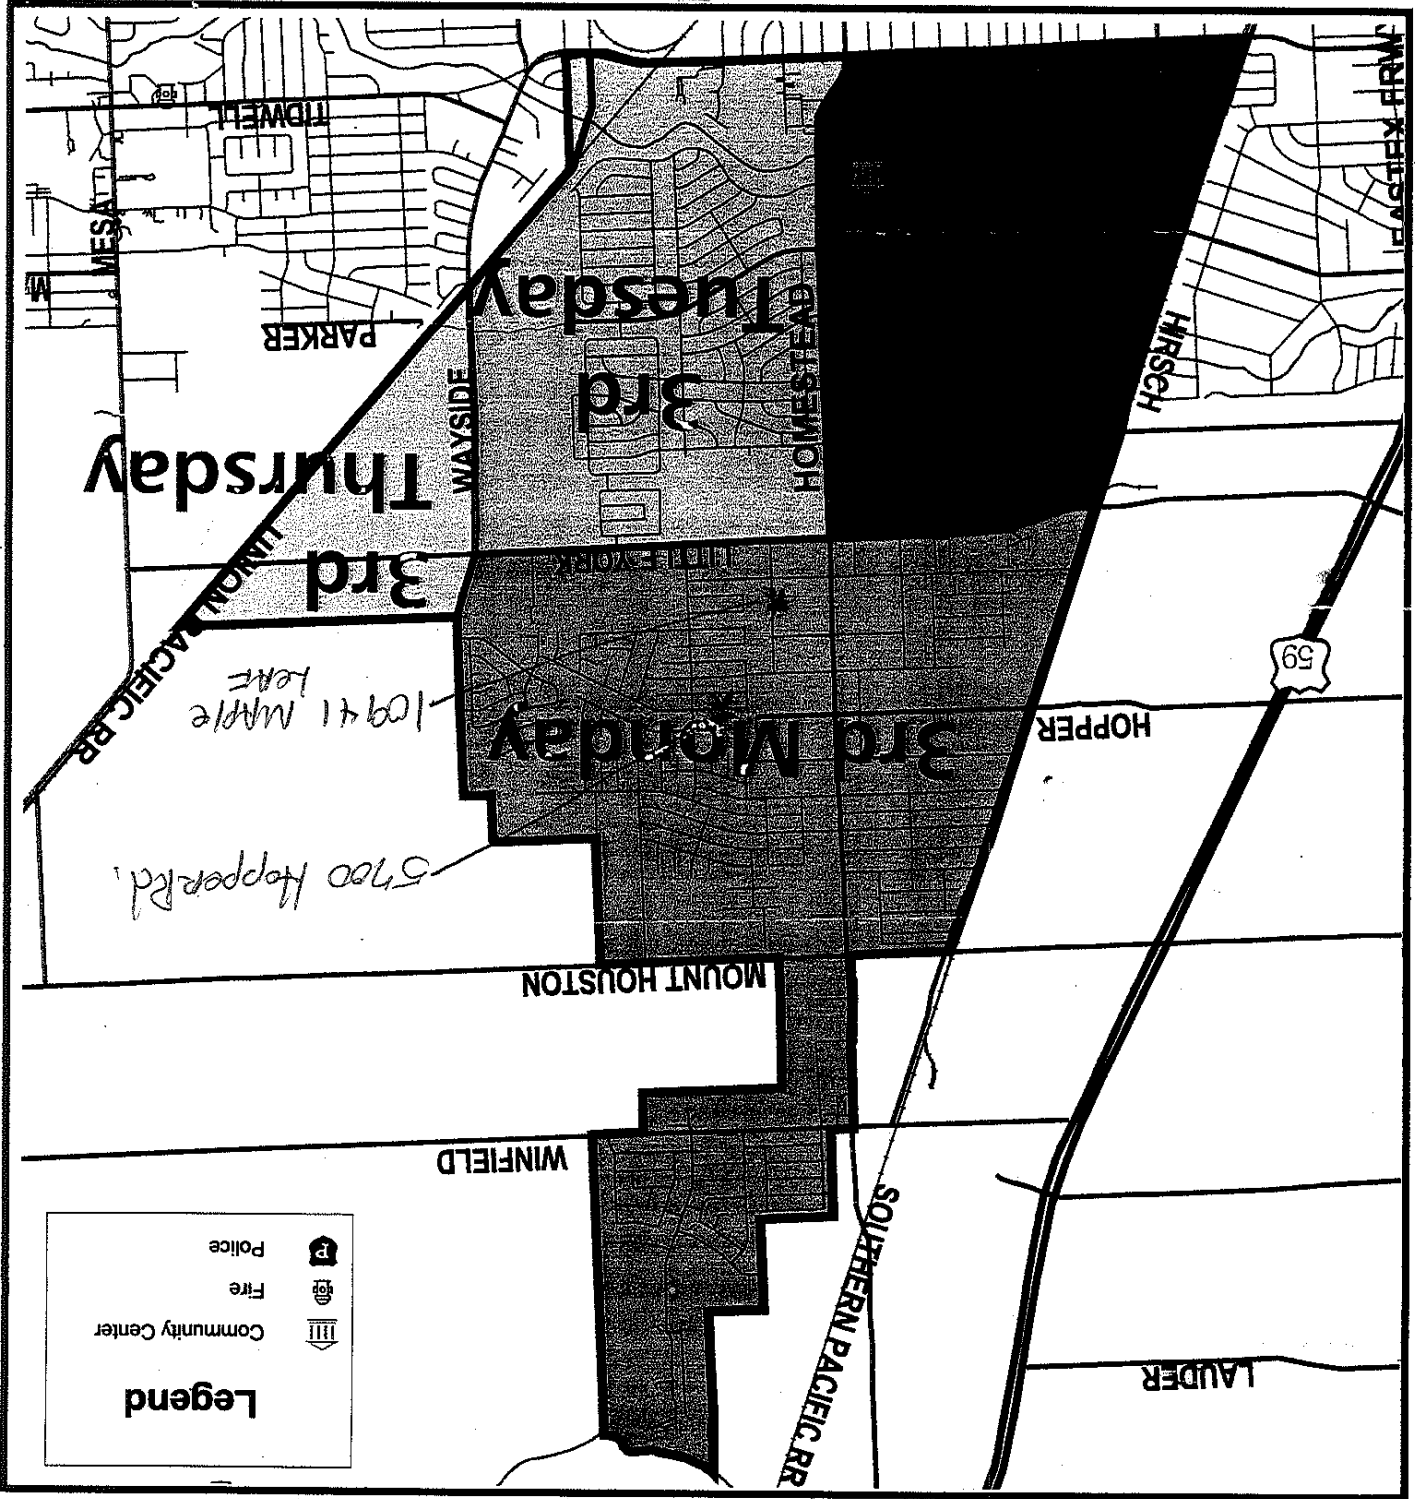 LAUDER
SOUTHERN PACIFIC RR
Legend
Community Center
Fire
P Police
WINFIELD
MOUNT HOUSTON
5700 Hopper Rd.
HOPPER
3rd Monday
10941 MAPLE
LEAF
59
UNION PACIFIC RR
LITTLE YORK
3rd
Thursday
HIRSCH
HOMESTEAD
3rd
Tuesday
WAYSIDE
PARKER
MESA
TIDWELL
EASTEX FRWY